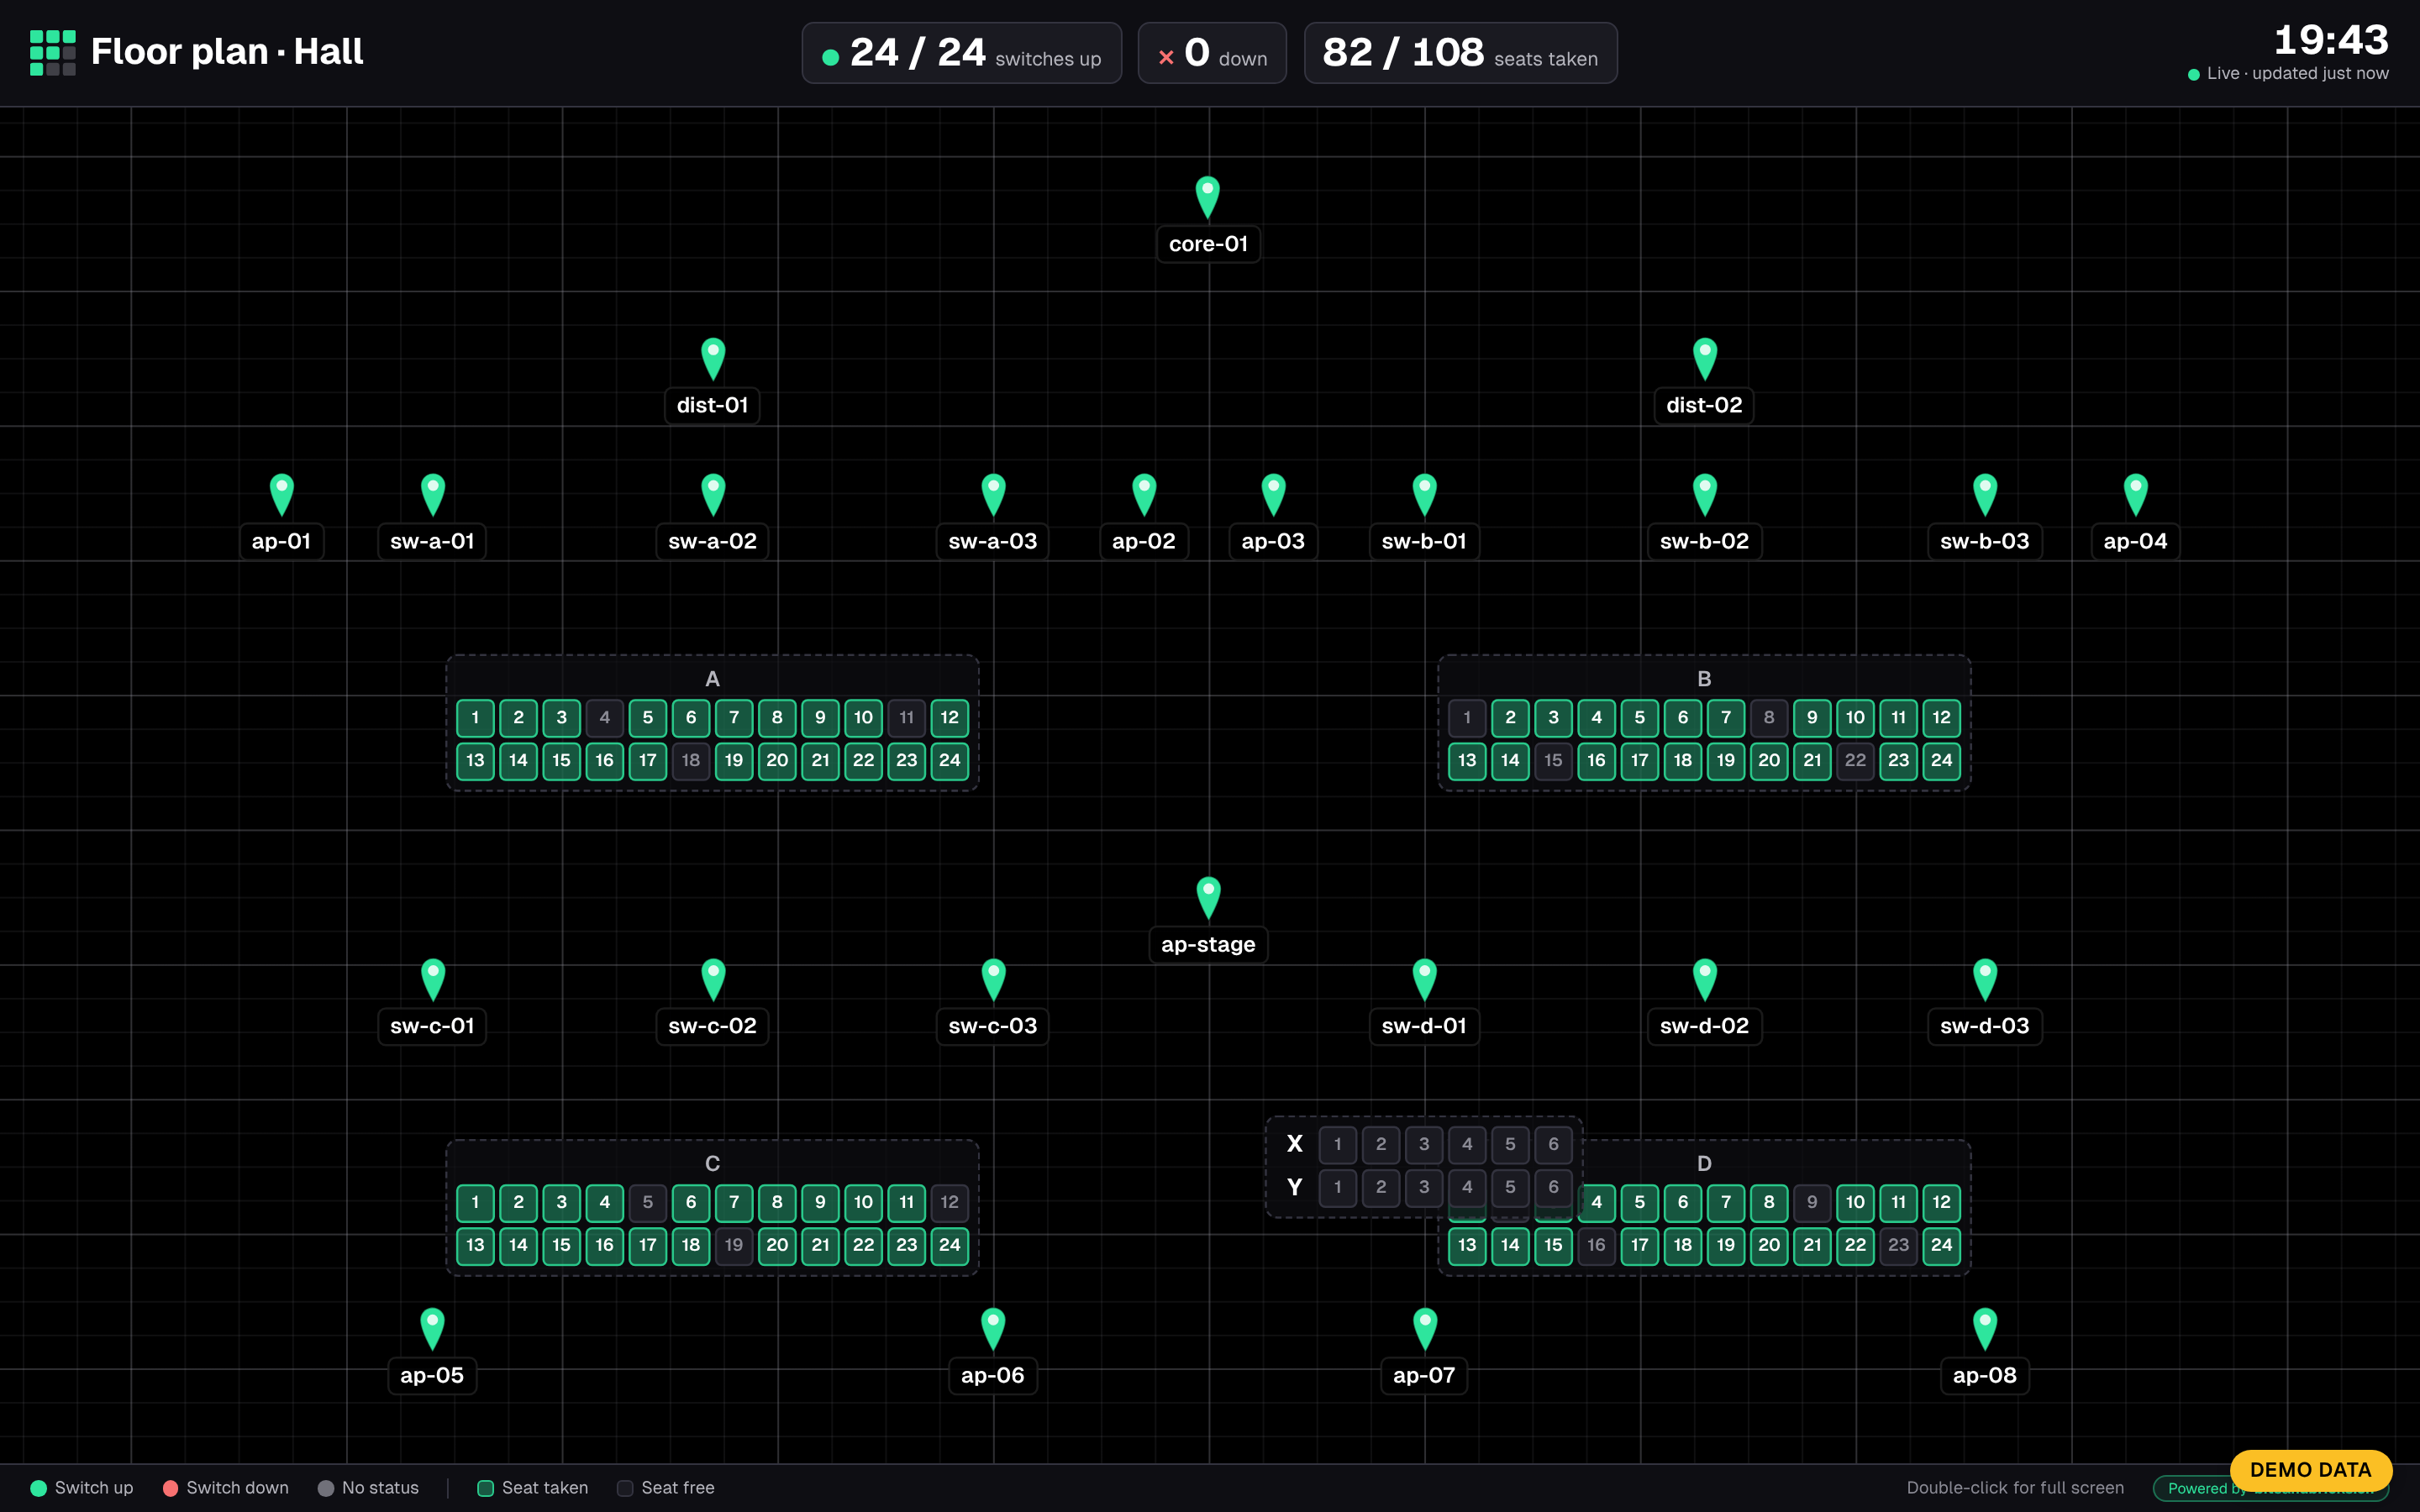 Floor plan · Hall
24 / 24 switches up
× 0 down
82 / 108 seats taken
19:43
Live · updated just now
core-01
dist-01
dist-02
ap-01
sw-a-01
sw-a-02
sw-a-03
ap-02
ap-03
sw-b-01
sw-b-02
sw-b-03
ap-04
A
1 2 3 4 5 6 7 8 9 10 11 12
13 14 15 16 17 18 19 20 21 22 23 24
B
1 2 3 4 5 6 7 8 9 10 11 12
13 14 15 16 17 18 19 20 21 22 23 24
ap-stage
sw-c-01
sw-c-02
sw-c-03
sw-d-01
sw-d-02
sw-d-03
C
1 2 3 4 5 6 7 8 9 10 11 12
13 14 15 16 17 18 19 20 21 22 23 24
X 1 2 3 4 5 6
Y 1 2 3 4 5 6
D
4 5 6 7 8 9 10 11 12
13 14 15 16 17 18 19 20 21 22 23 24
ap-05
ap-06
ap-07
ap-08
Switch up
Switch down
No status
Seat taken
Seat free
Double-click for full screen
Powered by
DEMO DATA